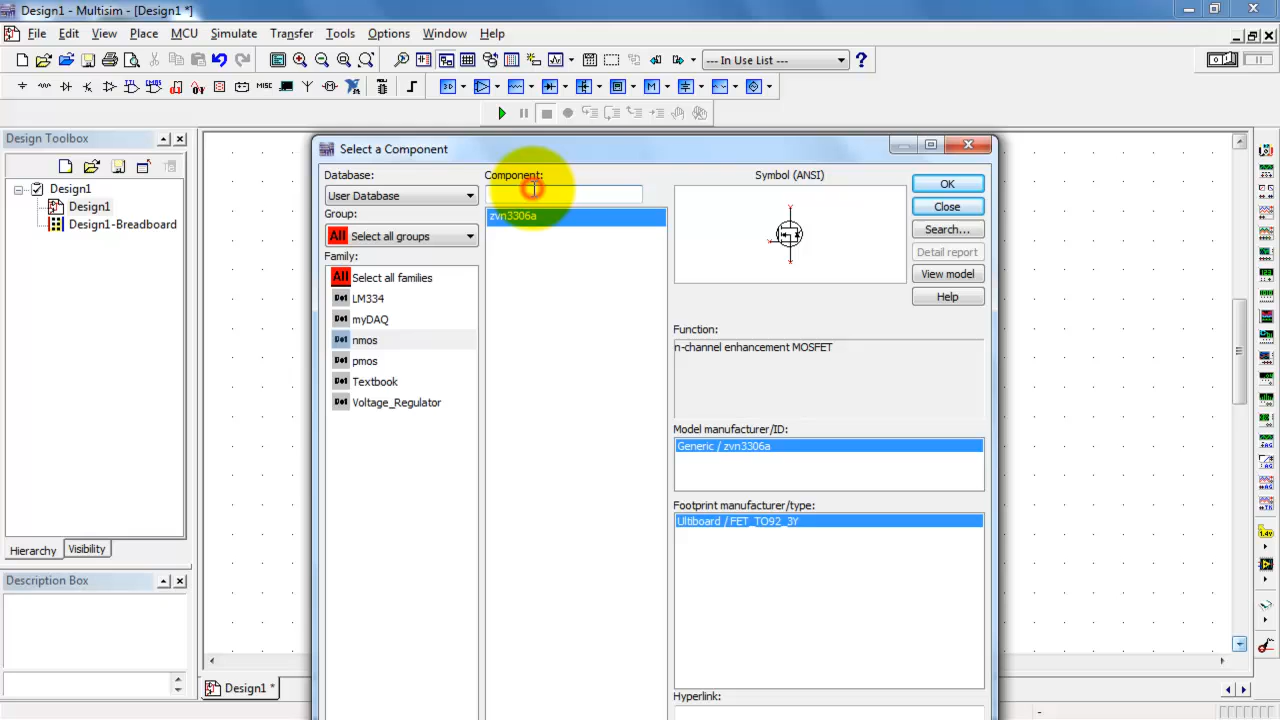 Design1 - Multisim - [Design1 *]
File Edit View Place MCU Simulate Transfer Tools Options Window Help
--- In Use List ---
MISC
Design Toolbox
Design1
Design1
Design1-Breadboard
Hierarchy Visibility
Description Box
Design1 *
Select a Component
Database:
User Database
Group:
All Select all groups
Family:
All Select all families
LM334
myDAQ
nmos
pmos
Textbook
Voltage_Regulator
Component:
zvn3306a
Symbol (ANSI)
OK
Close
Search...
Detail report
View model
Help
Function:
n-channel enhancement MOSFET
Model manufacturer/ID:
Generic / zvn3306a
Footprint manufacturer/type:
Ultiboard / FET_TO92_3Y
Hyperlink: